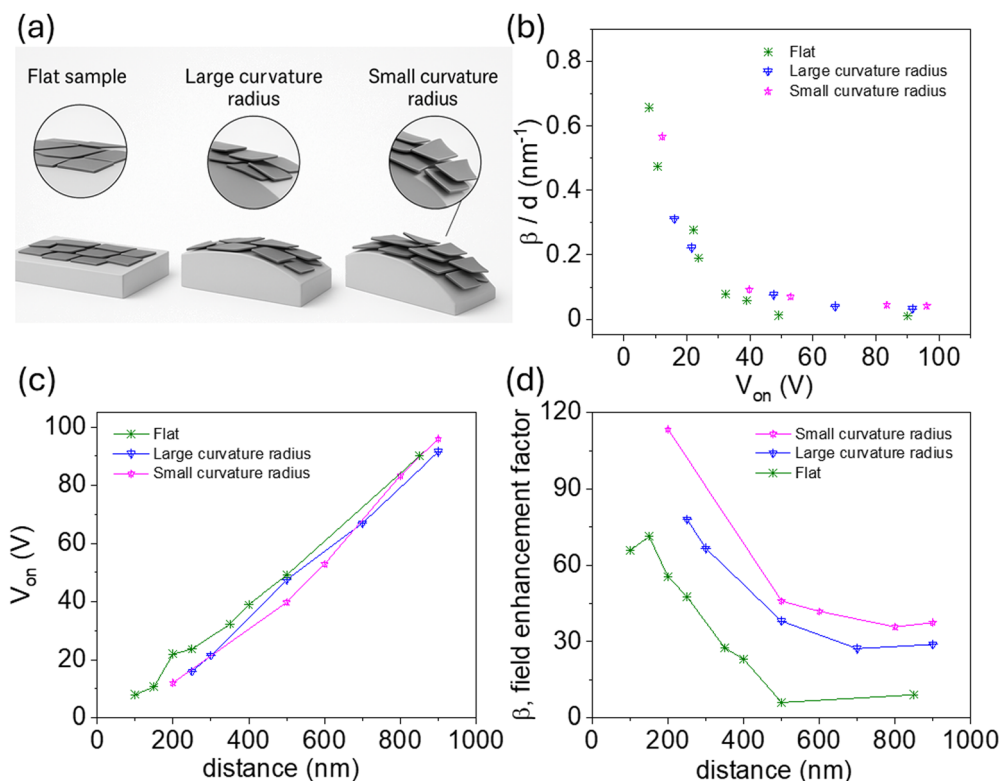 (a)
Flat sample
Large curvature
radius
Small curvature
radius
(b)
β / d (nm⁻¹)
0.8
0.6
0.4
0.2
0
Flat
Large curvature radius
Small curvature radius
0 20 40 60 80 100
Vₒₙ (V)
(c)
Vₒₙ (V)
100
80
60
40
20
0
Flat
Large curvature radius
Small curvature radius
0 200 400 600 800 1000
distance (nm)
(d)
β, field enhancement factor
120
90
60
30
0
Small curvature radius
Large curvature radius
Flat
0 200 400 600 800 1000
distance (nm)